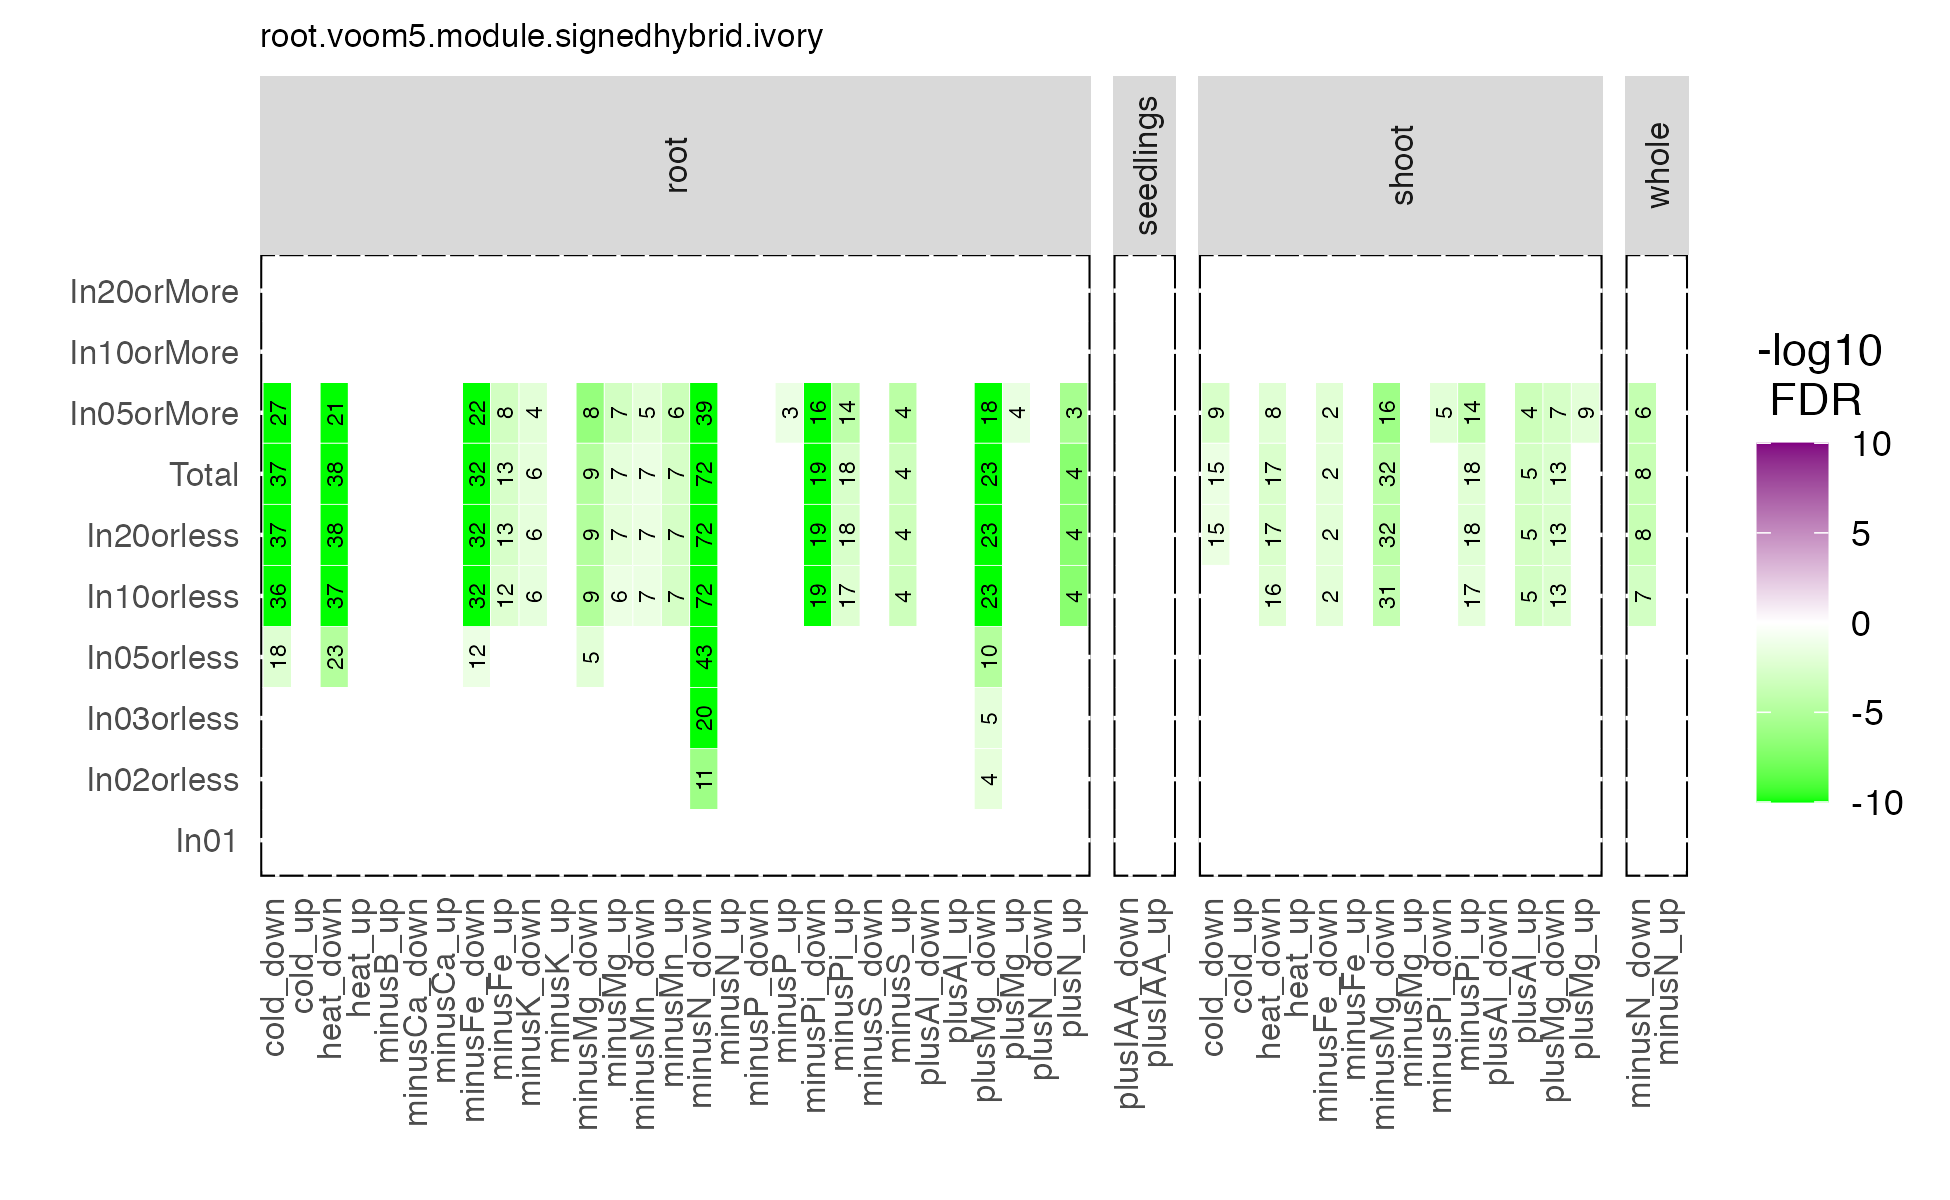 root.voom5.module.signedhybrid.ivory
root seedlings shoot whole
In20orMore
In10orMore
In05orMore 27 21 22 8 4 8 7 5 6 39 3 16 14 4 18 4 3 9 8 2 16 5 14 4 7 9 6
Total 37 38 32 13 6 9 7 7 7 72 19 18 4 23 4 15 17 2 32 18 5 13 8
In20orless 37 38 32 13 6 9 7 7 7 72 19 18 4 23 4 15 17 2 32 18 5 13 8
In10orless 36 37 32 12 6 9 6 7 7 72 19 17 4 23 4 16 2 31 17 5 13 7
In05orless 18 23 12 5 43 10
In03orless 20 5
In02orless 11 4
In01
cold_down
cold_up
heat_down
heat_up
minusB_up
minusCa_down
minusCa_up
minusFe_down
minusFe_up
minusK_down
minusK_up
minusMg_down
minusMg_up
minusMn_down
minusMn_up
minusN_down
minusN_up
minusP_down
minusP_up
minusPi_down
minusPi_up
minusS_down
minusS_up
plusAl_down
plusAl_up
plusMg_down
plusMg_up
plusN_down
plusN_up
plusIAA_down
plusIAA_up
cold_down
cold_up
heat_down
heat_up
minusFe_down
minusFe_up
minusMg_down
minusMg_up
minusPi_down
minusPi_up
plusAl_down
plusAl_up
plusMg_down
plusMg_up
minusN_down
minusN_up
-log10
FDR
10
5
0
-5
-10